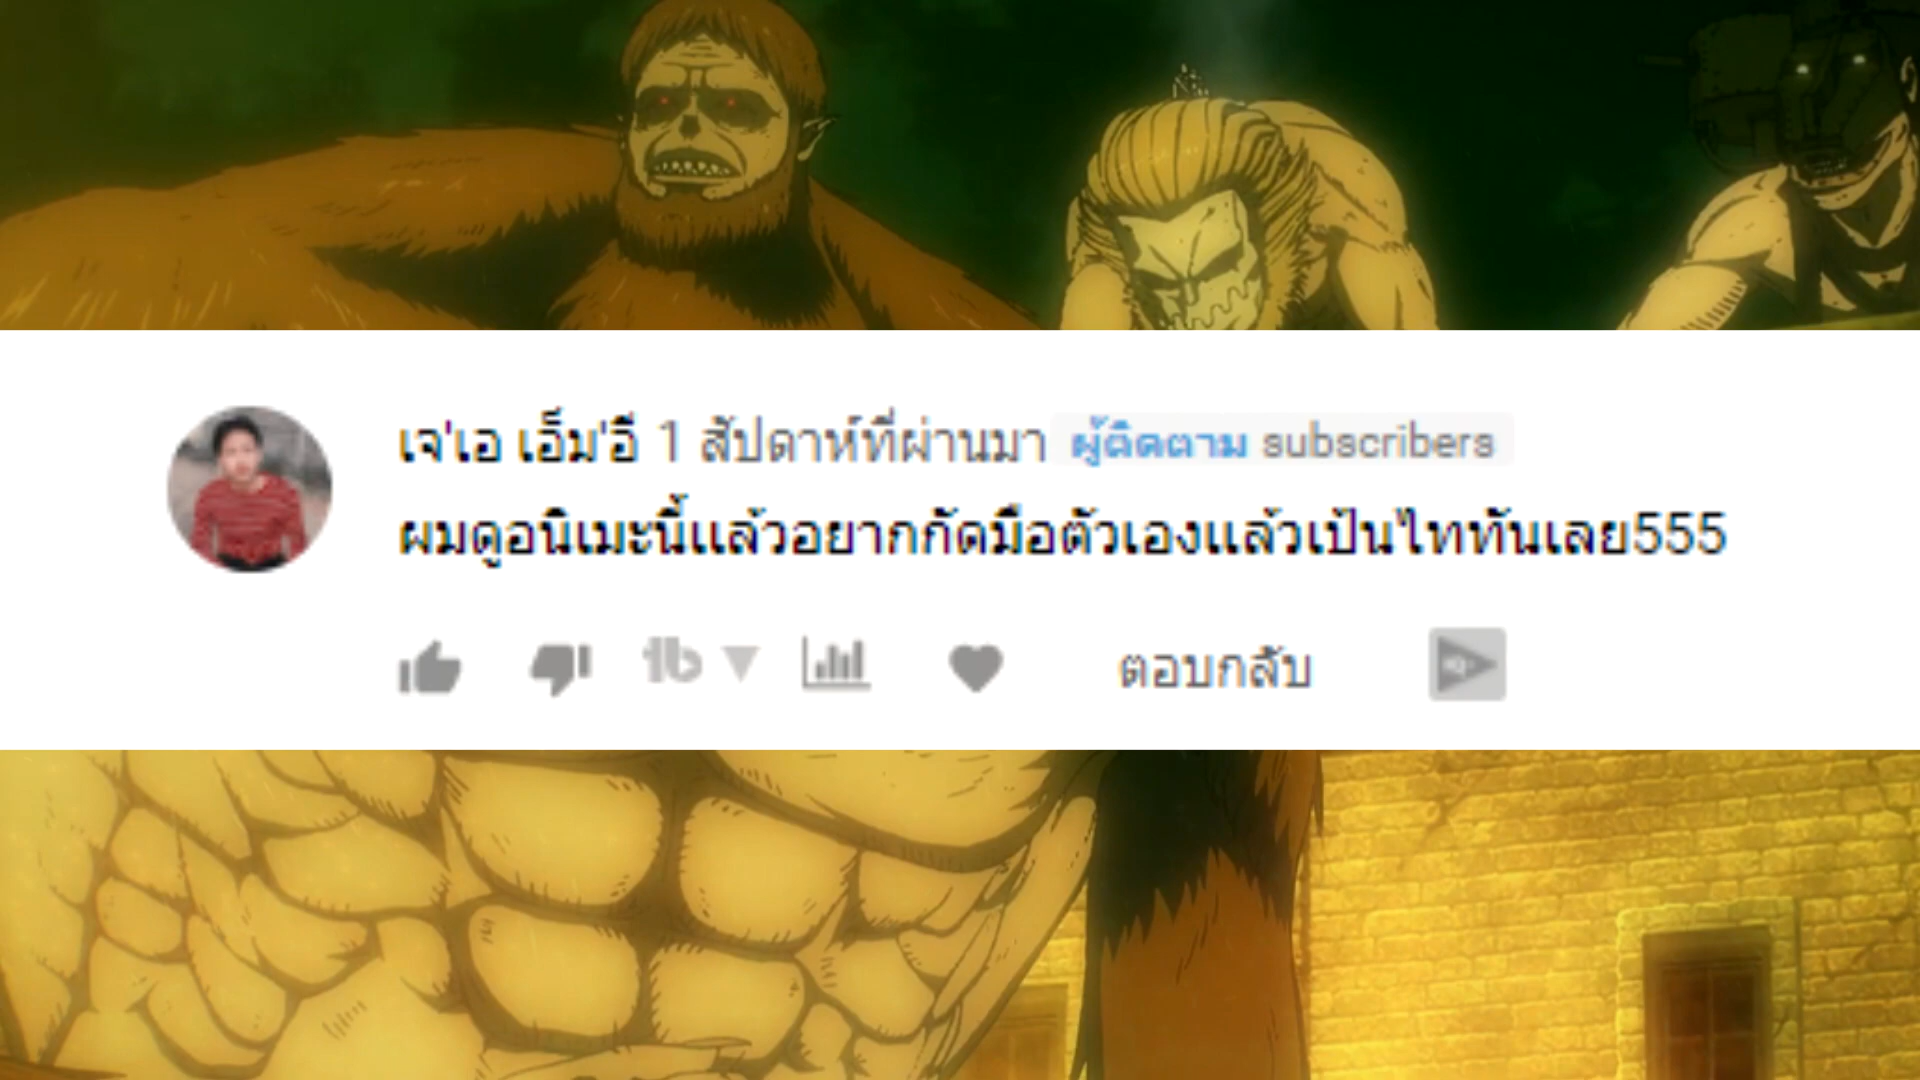 เจ'เอ เอ็ม'อี 1 สัปดาห์ที่ผ่านมา ผู้ติดตาม subscribers
ผมดูอนิเมะนี้แล้วอยากกัดมือตัวเองแล้วเป้นไททันเลย555
ตอบกลับ